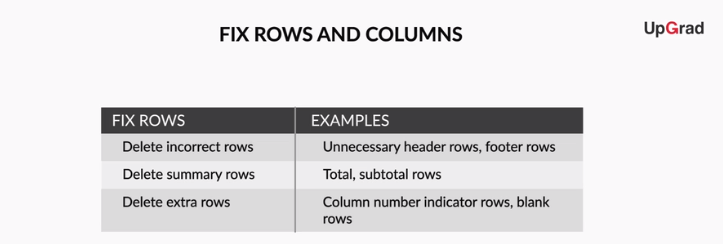 FIX ROWS AND COLUMNS
UpGrad
FIX ROWS EXAMPLES
Delete incorrect rows Unnecessary header rows, footer rows
Delete summary rows Total, subtotal rows
Delete extra rows Column number indicator rows, blank
rows